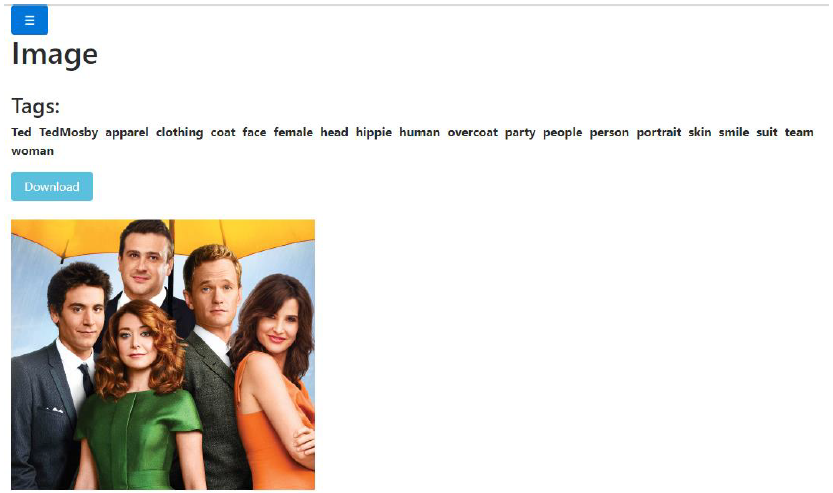 Image
Tags:
Ted TedMosby apparel clothing coat face female head hippie human overcoat party people person portrait skin smile suit team
woman
Download